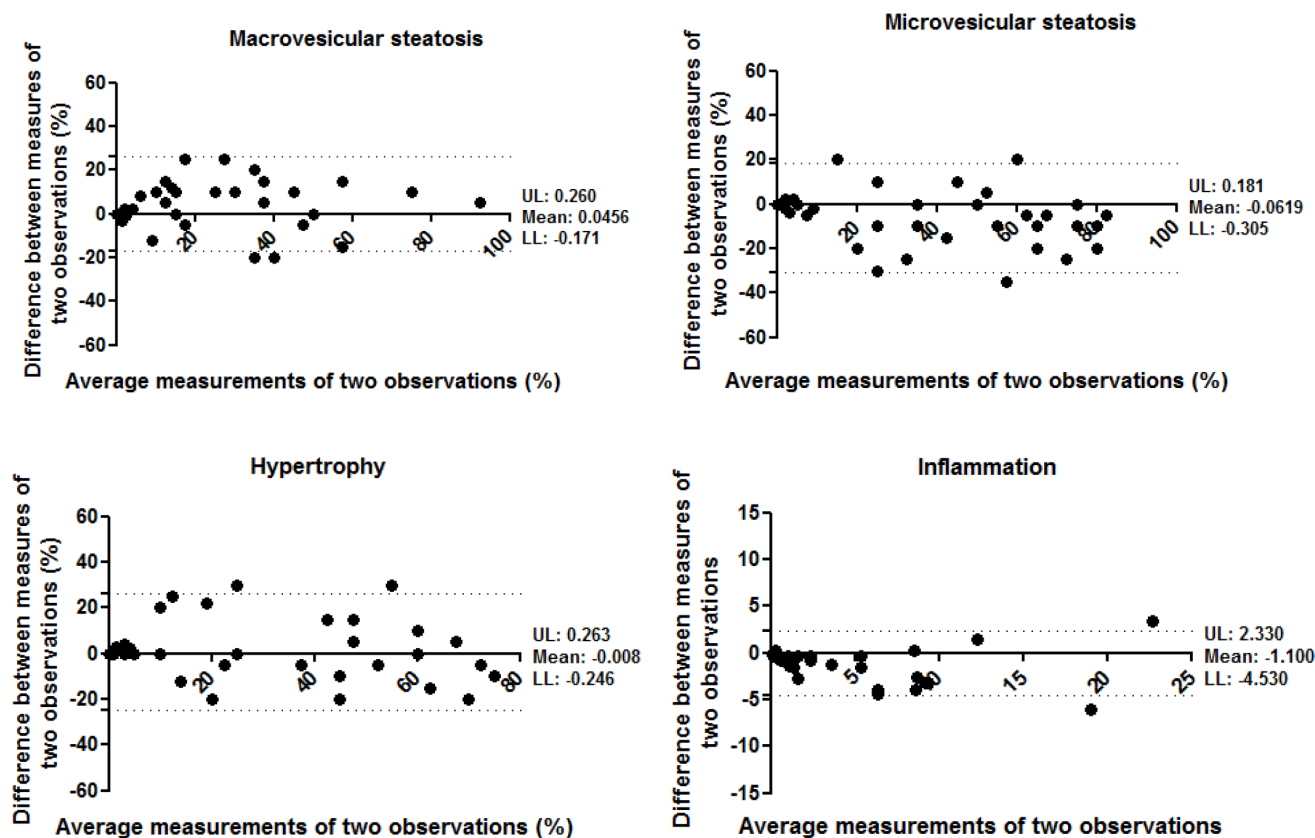 Macrovesicular steatosis
Difference between measures of
two observations (%)
60
40
20
0
-20
-40
-60
20
40
60
80
100
UL: 0.260
Mean: 0.0456
LL: -0.171
Average measurements of two observations (%)
Microvesicular steatosis
Difference between measures of
two observations (%)
60
40
20
0
-20
-40
-60
20
40
60
80
100
UL: 0.181
Mean: -0.0619
LL: -0.305
Average measurements of two observations (%)
Hypertrophy
Difference between measures of
two observations (%)
60
40
20
0
-20
-40
-60
20
40
60
80
UL: 0.263
Mean: -0.008
LL: -0.246
Average measurements of two observations (%)
Inflammation
Difference between measures of
two observations
15
10
5
0
-5
-10
-15
5
10
15
20
25
UL: 2.330
Mean: -1.100
LL: -4.530
Average measurements of two observations